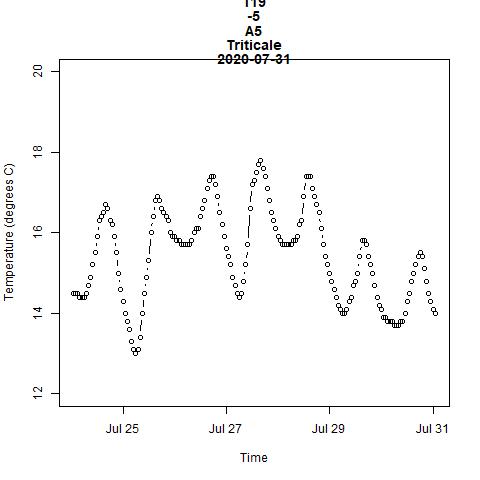 T19
-5
A5
Triticale
2020-07-31
Temperature (degrees C)
20
18
16
14
12
Jul 25
Jul 27
Jul 29
Jul 31
Time